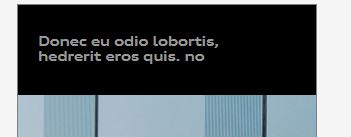 Donec eu odio lobortis,
hedrerit eros quis. no